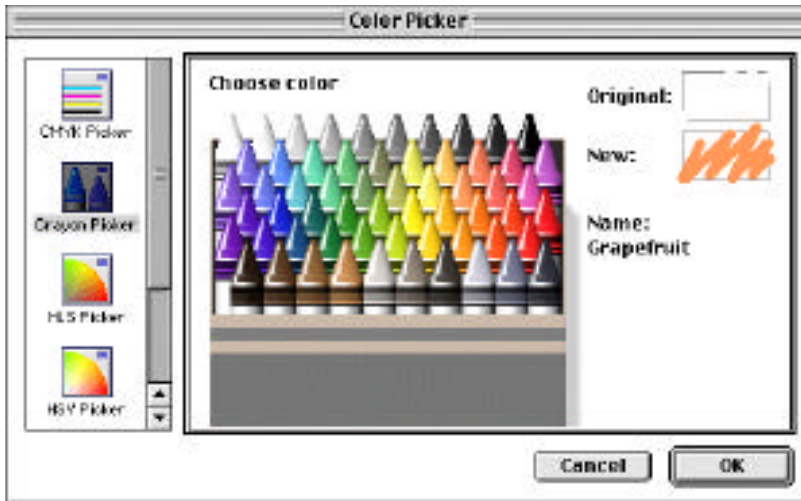 Color Picker
CMYK Picker
Crayon Picker
HLS Picker
HSV Picker
Choose color
Original:
New:
Name:
Grapefruit
Cancel
OK